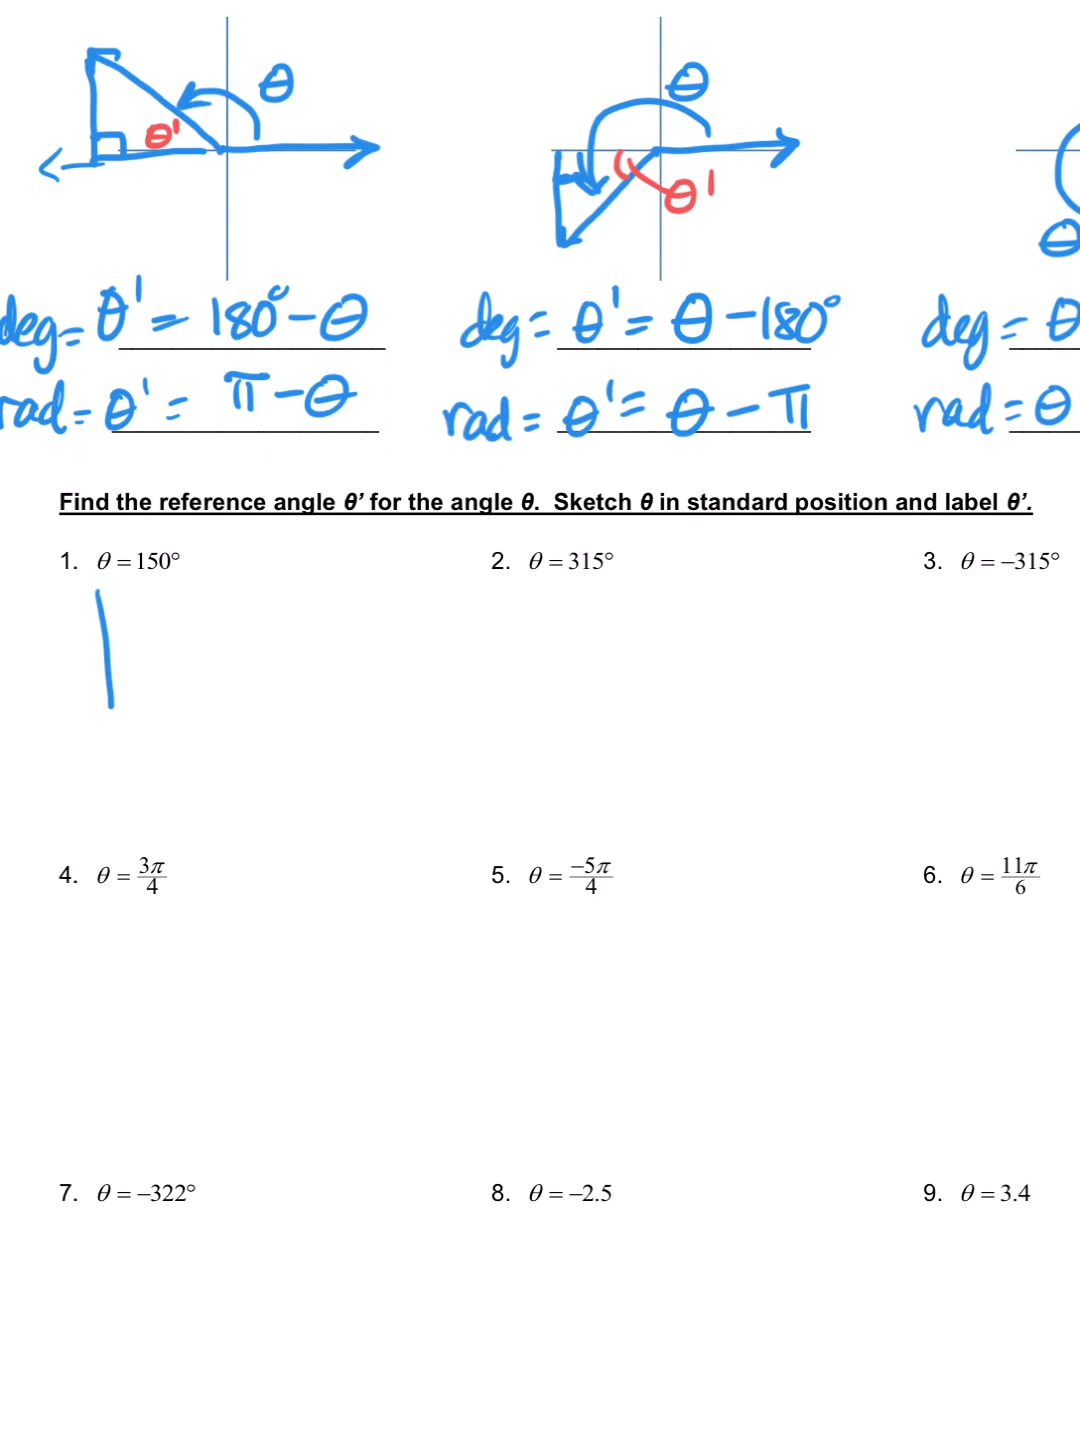 θ
θ'
θ
θ'
θ
deg= θ' = 180° - θ
deg = θ' = θ - 180°
deg = θ
rad = θ' = π - θ
rad = θ' = θ - π
rad = θ
Find the reference angle θ’ for the angle θ. Sketch θ in standard position and label θ’.
1. θ = 150°
2. θ = 315°
3. θ = −315°
4. θ = 3π/4
5. θ = −5π/4
6. θ = 11π/6
7. θ = −322°
8. θ = −2.5
9. θ = 3.4